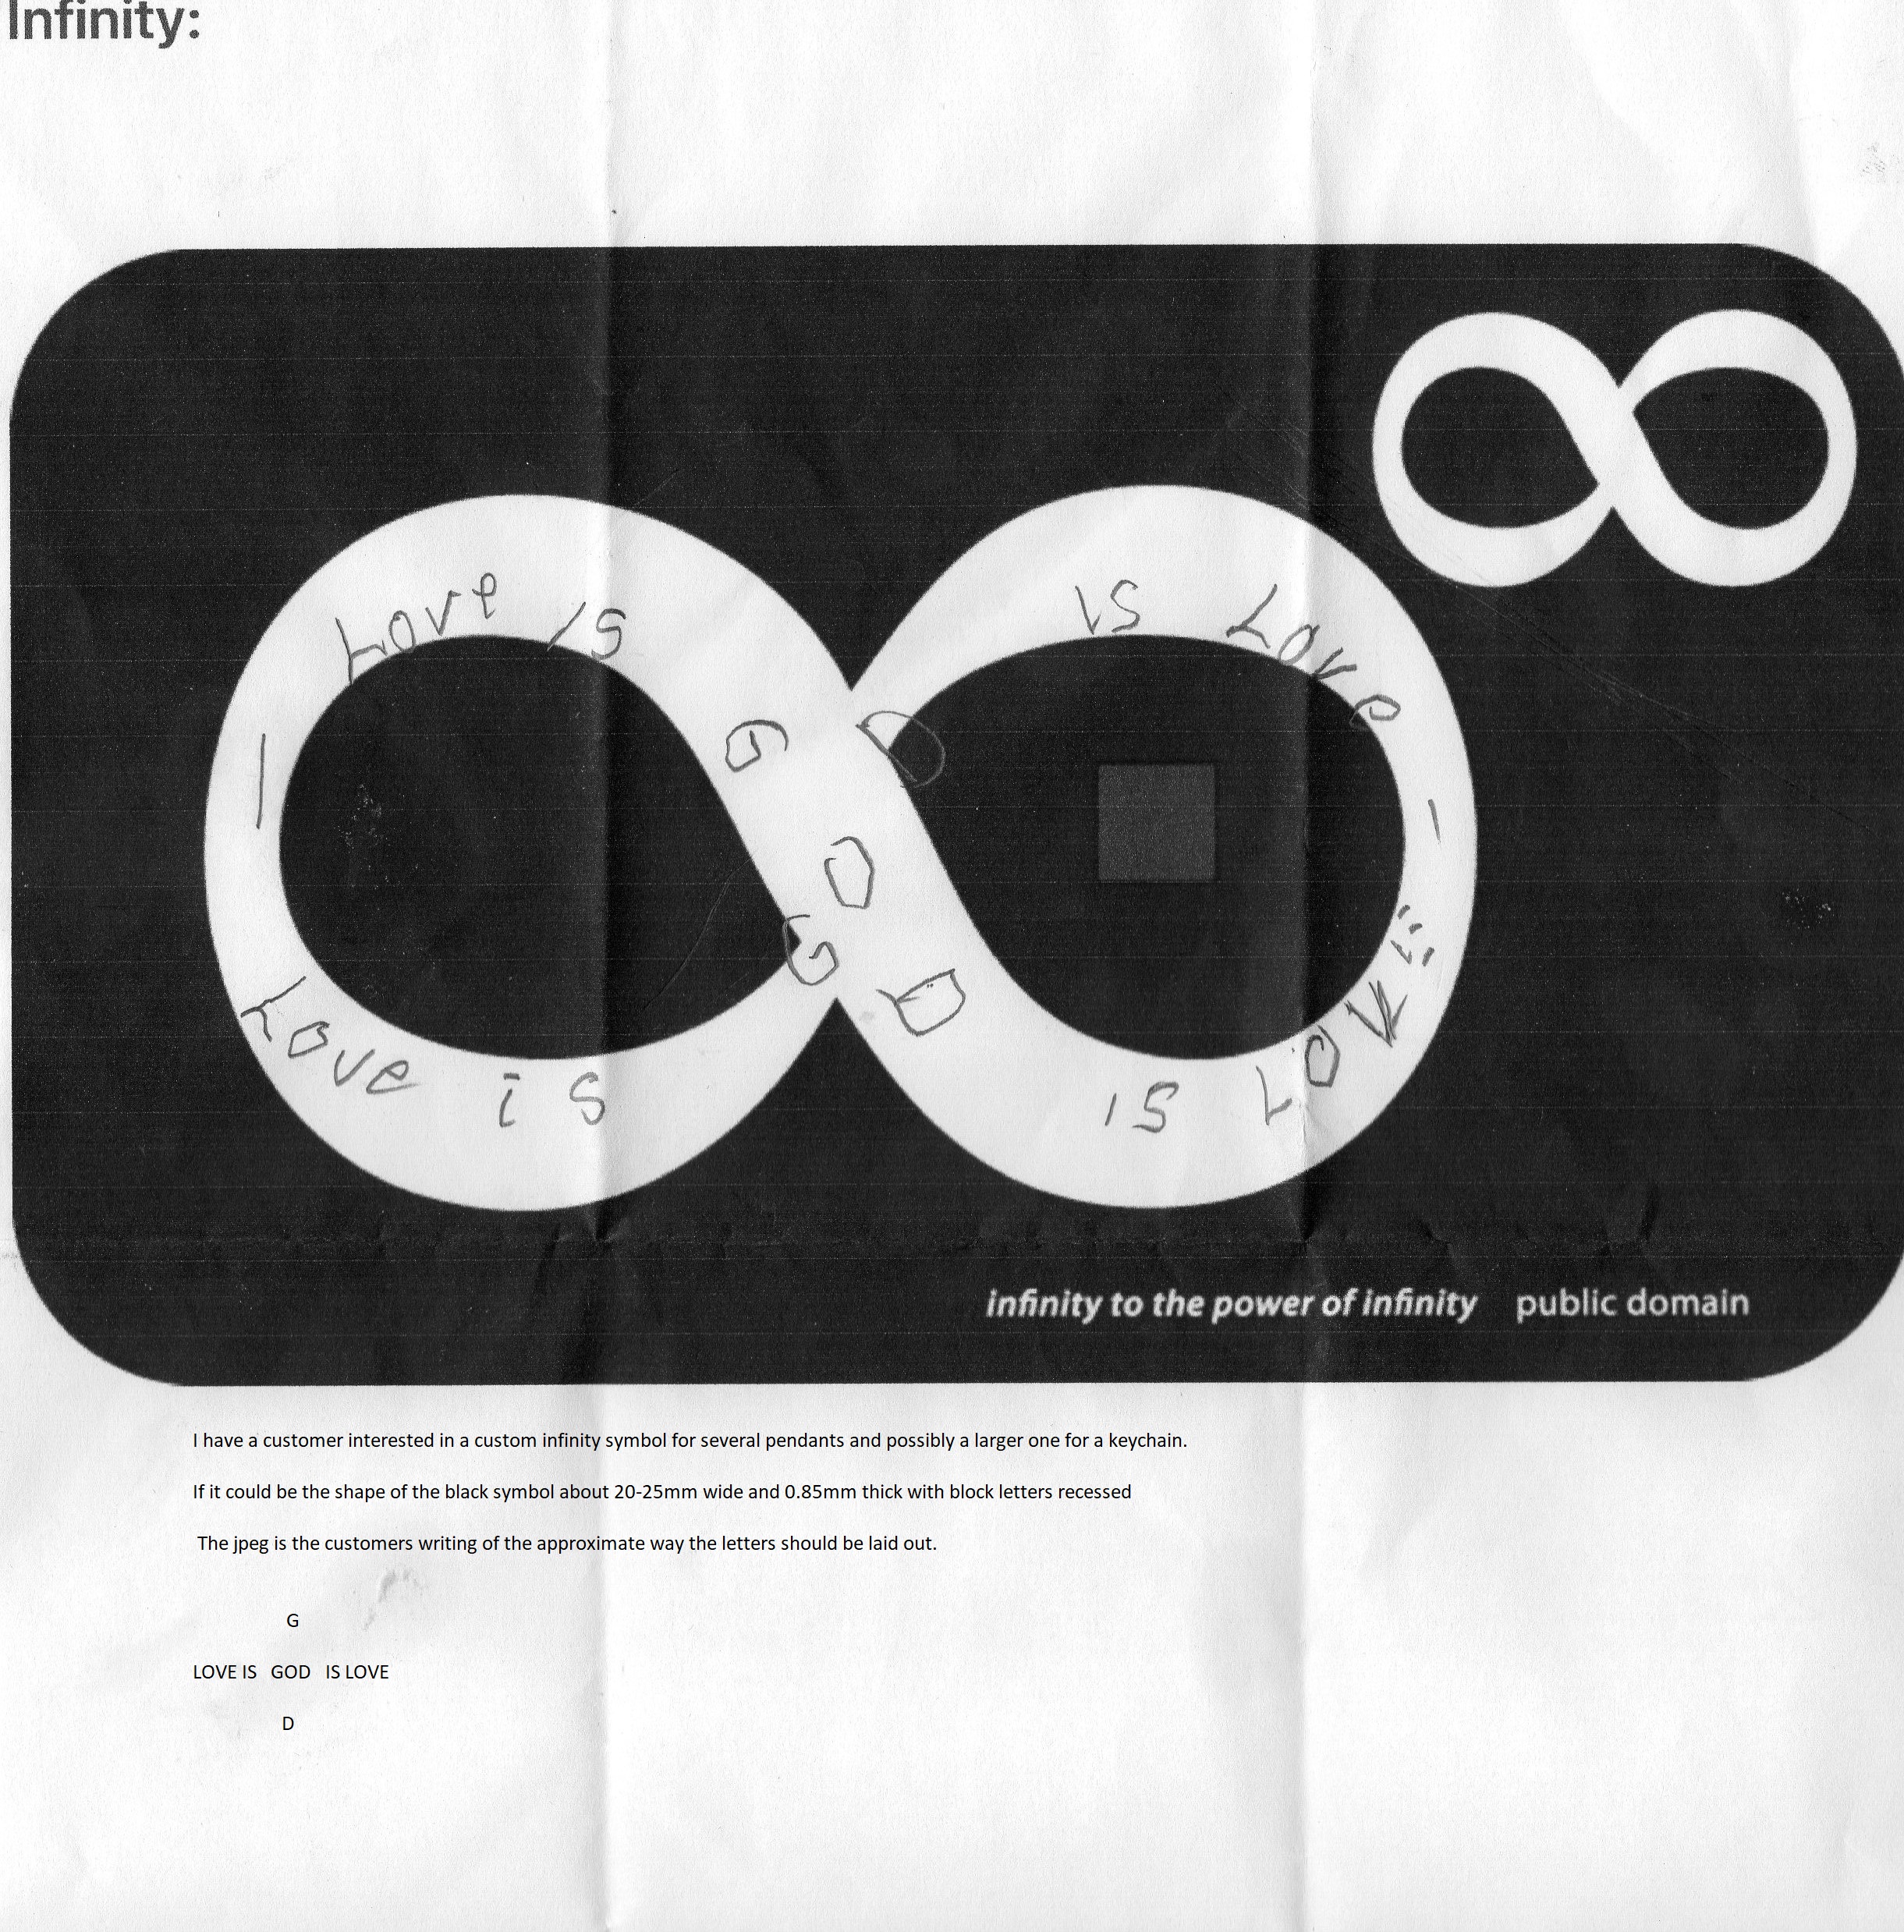 Infinity:
Love is
is Love
G D
O
G D
Love is
is Love
infinity to the power of infinity public domain
I have a customer interested in a custom infinity symbol for several pendants and possibly a larger one for a keychain.
If it could be the shape of the black symbol about 20-25mm wide and 0.85mm thick with block letters recessed
The jpeg is the customers writing of the approximate way the letters should be laid out.
G
LOVE IS GOD IS LOVE
D